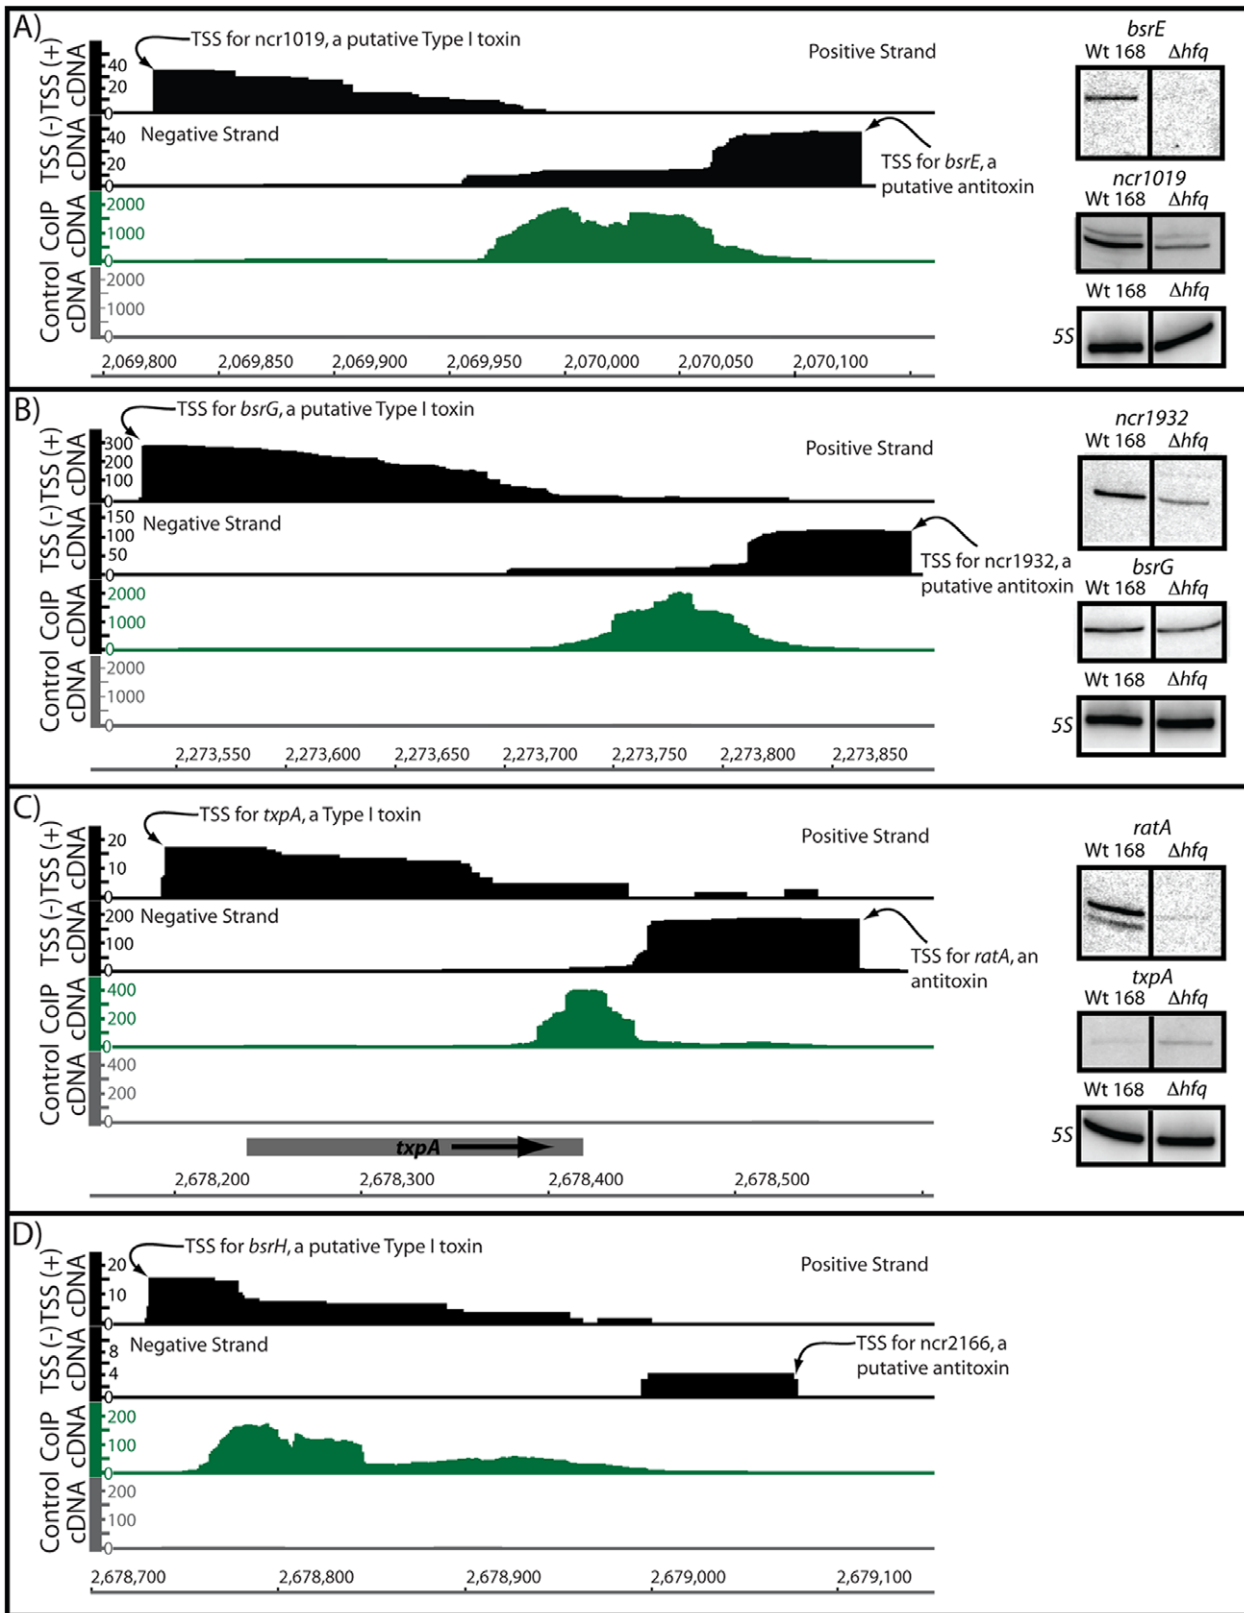 A)
TSS for ncr1019, a putative Type I toxin
Positive Strand
TSS (+)
cDNA
40
20
0
Negative Strand
TSS (-)
cDNA
40
20
0
TSS for bsrE, a
putative antitoxin
CoIP
cDNA
2000
1000
0
Control
cDNA
2000
1000
0
2,069,800 2,069,850 2,069,900 2,069,950 2,070,000 2,070,050 2,070,100
bsrE
Wt 168 Δhfq
ncr1019
Wt 168 Δhfq
Wt 168 Δhfq
5S
B)
TSS for bsrG, a putative Type I toxin
Positive Strand
TSS (+)
cDNA
300
200
100
0
Negative Strand
TSS (-)
cDNA
150
100
50
0
TSS for ncr1932, a
putative antitoxin
CoIP
cDNA
2000
1000
0
Control
cDNA
2000
1000
0
2,273,550 2,273,600 2,273,650 2,273,700 2,273,750 2,273,800 2,273,850
ncr1932
Wt 168 Δhfq
bsrG
Wt 168 Δhfq
Wt 168 Δhfq
5S
C)
TSS for txpA, a Type I toxin
Positive Strand
TSS (+)
cDNA
20
10
0
Negative Strand
TSS (-)
cDNA
200
100
0
TSS for ratA, an
antitoxin
CoIP
cDNA
400
200
0
Control
cDNA
400
200
0
txpA
2,678,200 2,678,300 2,678,400 2,678,500
ratA
Wt 168 Δhfq
txpA
Wt 168 Δhfq
Wt 168 Δhfq
5S
D)
TSS for bsrH, a putative Type I toxin
Positive Strand
TSS (+)
cDNA
20
10
0
Negative Strand
TSS (-)
cDNA
8
4
0
TSS for ncr2166, a
putative antitoxin
CoIP
cDNA
200
100
0
Control
cDNA
200
100
0
2,678,700 2,678,800 2,678,900 2,679,000 2,679,100